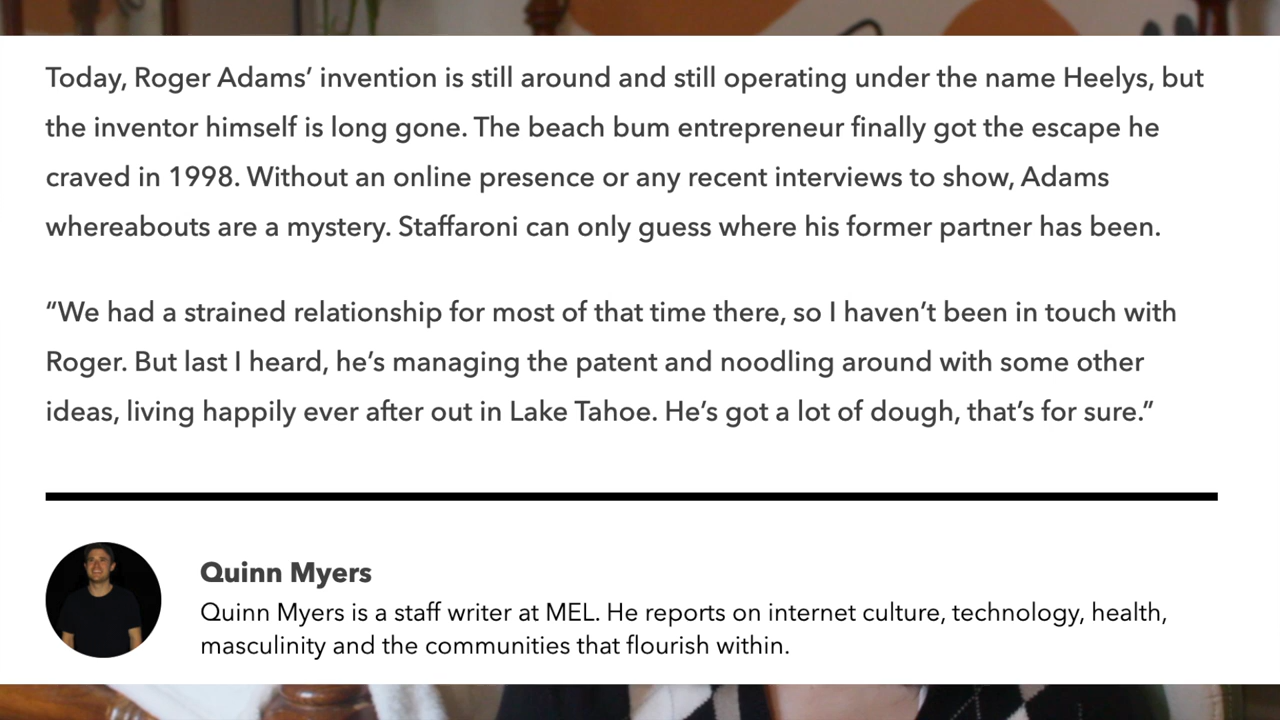 Today, Roger Adams’ invention is still around and still operating under the name Heelys, but
the inventor himself is long gone. The beach bum entrepreneur finally got the escape he
craved in 1998. Without an online presence or any recent interviews to show, Adams
whereabouts are a mystery. Staffaroni can only guess where his former partner has been.
“We had a strained relationship for most of that time there, so I haven’t been in touch with
Roger. But last I heard, he’s managing the patent and noodling around with some other
ideas, living happily ever after out in Lake Tahoe. He’s got a lot of dough, that’s for sure.”
Quinn Myers
Quinn Myers is a staff writer at MEL. He reports on internet culture, technology, health,
masculinity and the communities that flourish within.